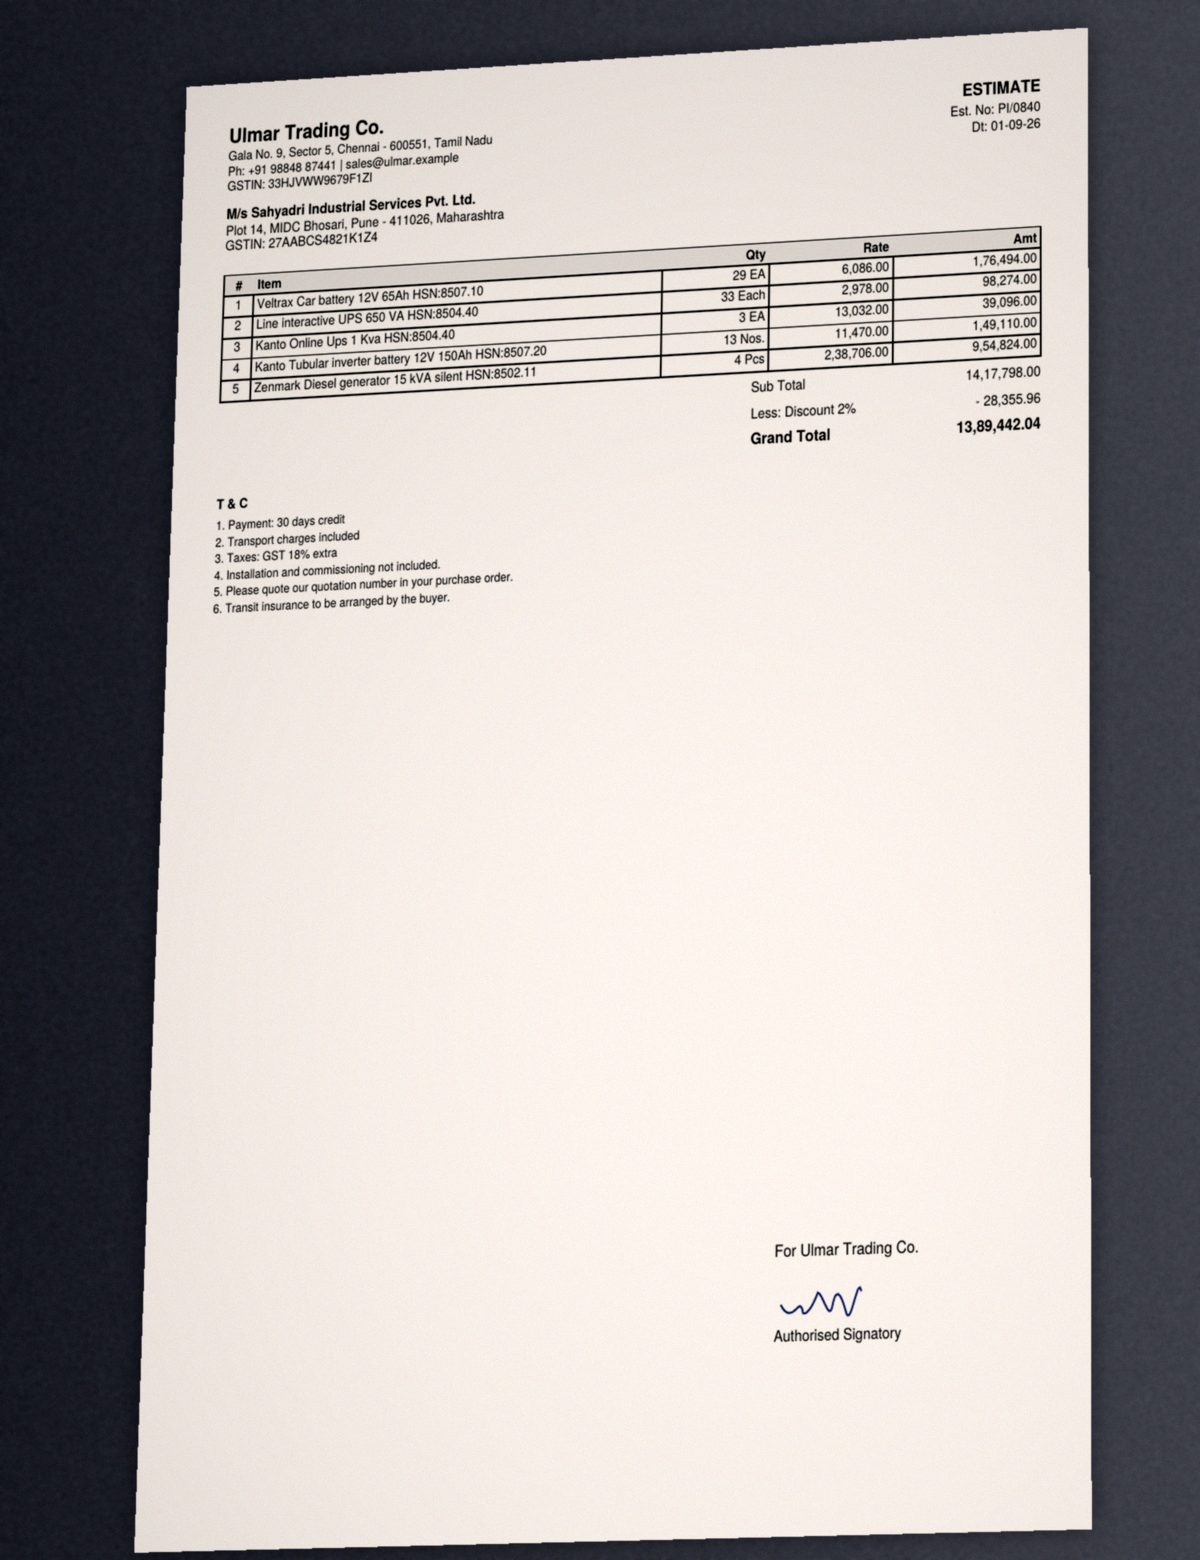 ESTIMATE
Est. No: PI/0840
Dt: 01-09-26
Ulmar Trading Co.
Gala No. 9, Sector 5, Chennai - 600551, Tamil Nadu
Ph: +91 98848 87441 | sales@ulmar.example
GSTIN: 33HJVWW9679F1ZI
M/s Sahyadri Industrial Services Pvt. Ltd.
Plot 14, MIDC Bhosari, Pune - 411026, Maharashtra
GSTIN: 27AABCS4821K1Z4
# Item Qty Rate Amt
1 Veltrax Car battery 12V 65Ah HSN:8507.10 29 EA 6,086.00 1,76,494.00
2 Line interactive UPS 650 VA HSN:8504.40 33 Each 2,978.00 98,274.00
3 Kanto Online Ups 1 Kva HSN:8504.40 3 EA 13,032.00 39,096.00
4 Kanto Tubular inverter battery 12V 150Ah HSN:8507.20 13 Nos. 11,470.00 1,49,110.00
5 Zenmark Diesel generator 15 kVA silent HSN:8502.11 4 Pcs 2,38,706.00 9,54,824.00
Sub Total 14,17,798.00
Less: Discount 2% - 28,355.96
Grand Total 13,89,442.04
T & C
1. Payment: 30 days credit
2. Transport charges included
3. Taxes: GST 18% extra
4. Installation and commissioning not included.
5. Please quote our quotation number in your purchase order.
6. Transit insurance to be arranged by the buyer.
For Ulmar Trading Co.
Authorised Signatory